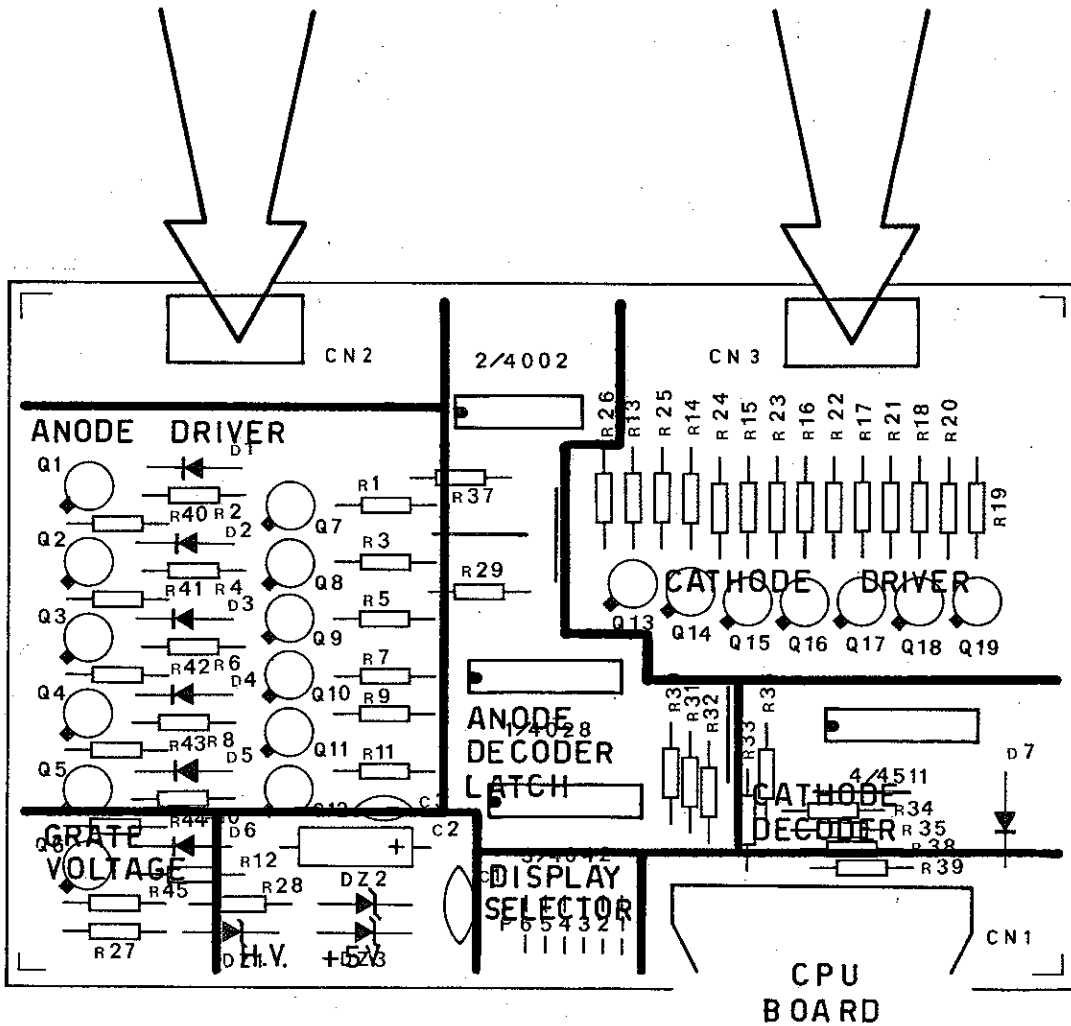 CN2
2/4002
CN3
R26
R13
R25
R14
R24
R15
R23
R16
R22
R17
R21
R18
R20
R19
ANODE DRIVER
D1
Q1
R40 R2
D2
Q7
R1
R37
Q2
R41 R4
D3
Q8
R3
R29
CATHODE DRIVER
Q3
R42 R6
D4
Q9
R5
Q13
Q14
Q15
Q16
Q17
Q18
Q19
Q4
R43 R8
D5
Q10
R7
R9
ANODE
DECODER
LATCH
1/4028
R31
R32
R33
D7
Q5
R44
D6
Q11
R11
C2
4/4511
CATHODE
DECODER
R34
R35
R38
R39
GRATE
VOLTAGE
Q6
R45
R12
R28
DZ2
C1
DISPLAY
SELECTOR
P 6 5 4 3 2 1
R27
DZ1
H.V.
+5V
DZ3
CN1
CPU
BOARD